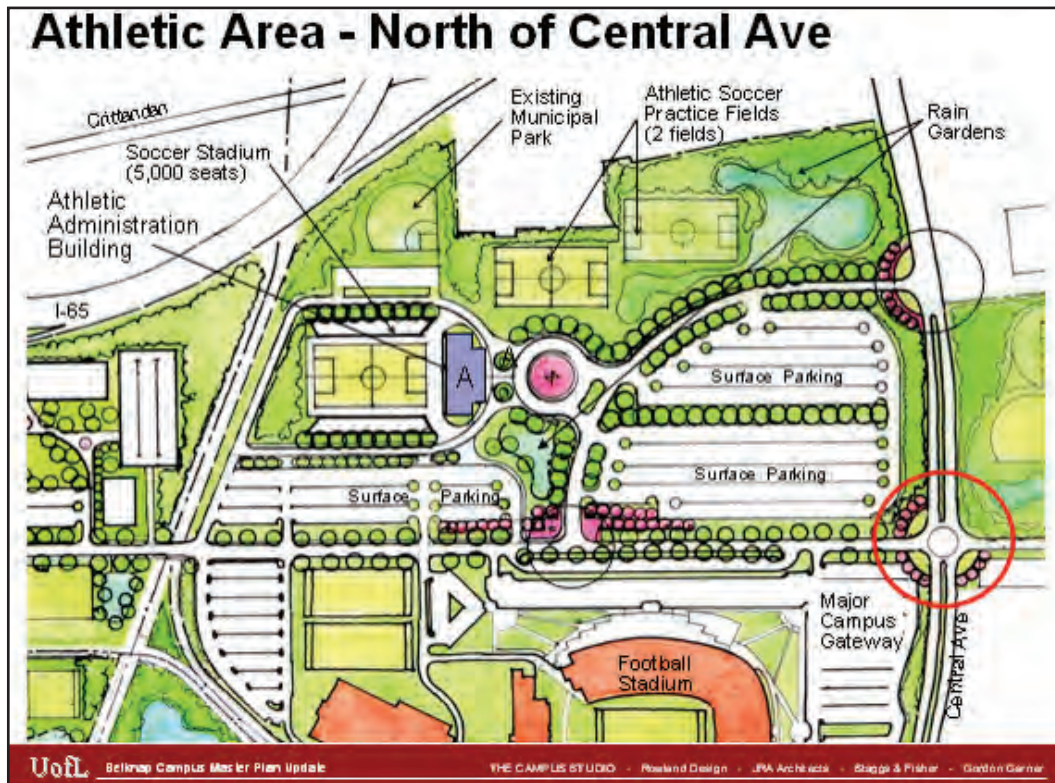 Athletic Area - North of Central Ave
Crittenden
Existing
Municipal
Park
Athletic Soccer
Practice Fields
(2 fields)
Rain
Gardens
Soccer Stadium
(5,000 seats)
Athletic
Administration
Building
I-65
A
A
Surface Parking
Surface Parking
Surface Parking
Major
Campus
Gateway
Football
Stadium
Central Ave
UofL Belknap Campus Master Plan Update THE CAMPUS STUDIO - Rowland Design - JRA Architects - Staggs & Fisher - Gordon Garner